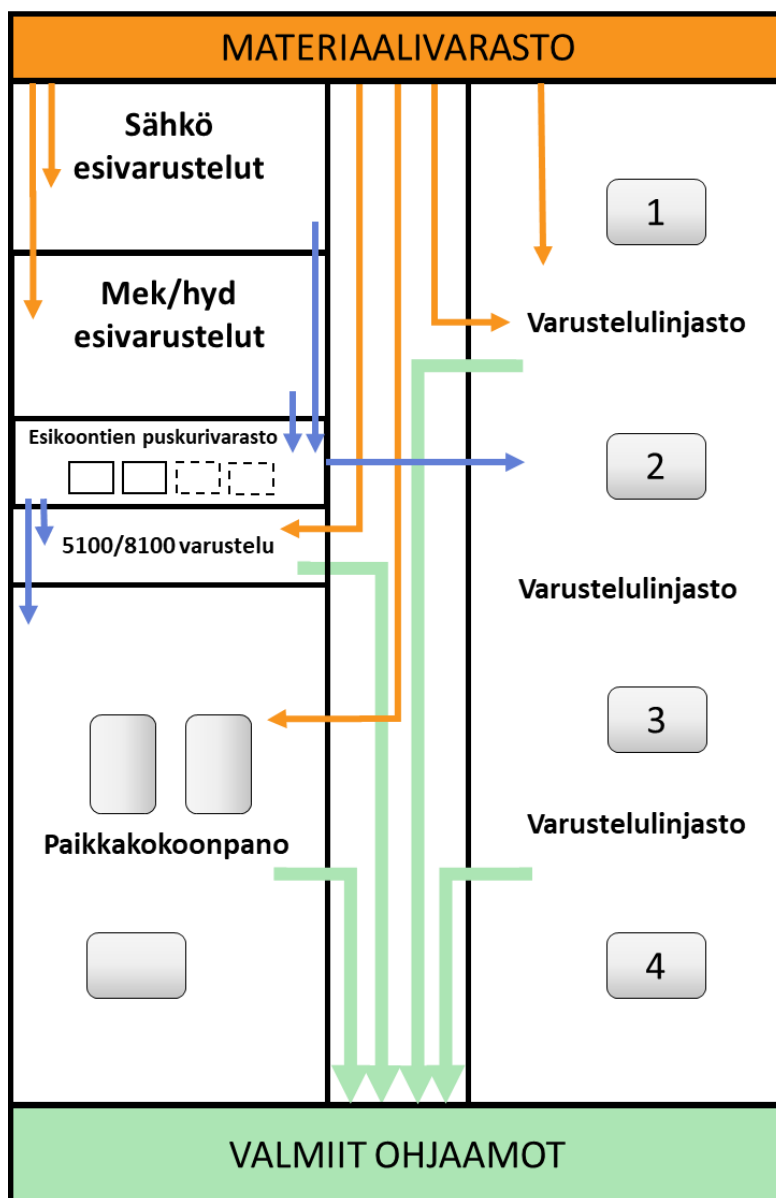 MATERIAALIVARASTO
Sähkö
esivarustelut
1
Mek/hyd
esivarustelut
Varustelulinjasto
Esikoontien puskurivarasto
2
5100/8100 varustelu
Varustelulinjasto
3
Paikkakokoonpano
Varustelulinjasto
4
VALMIIT OHJAAMOT